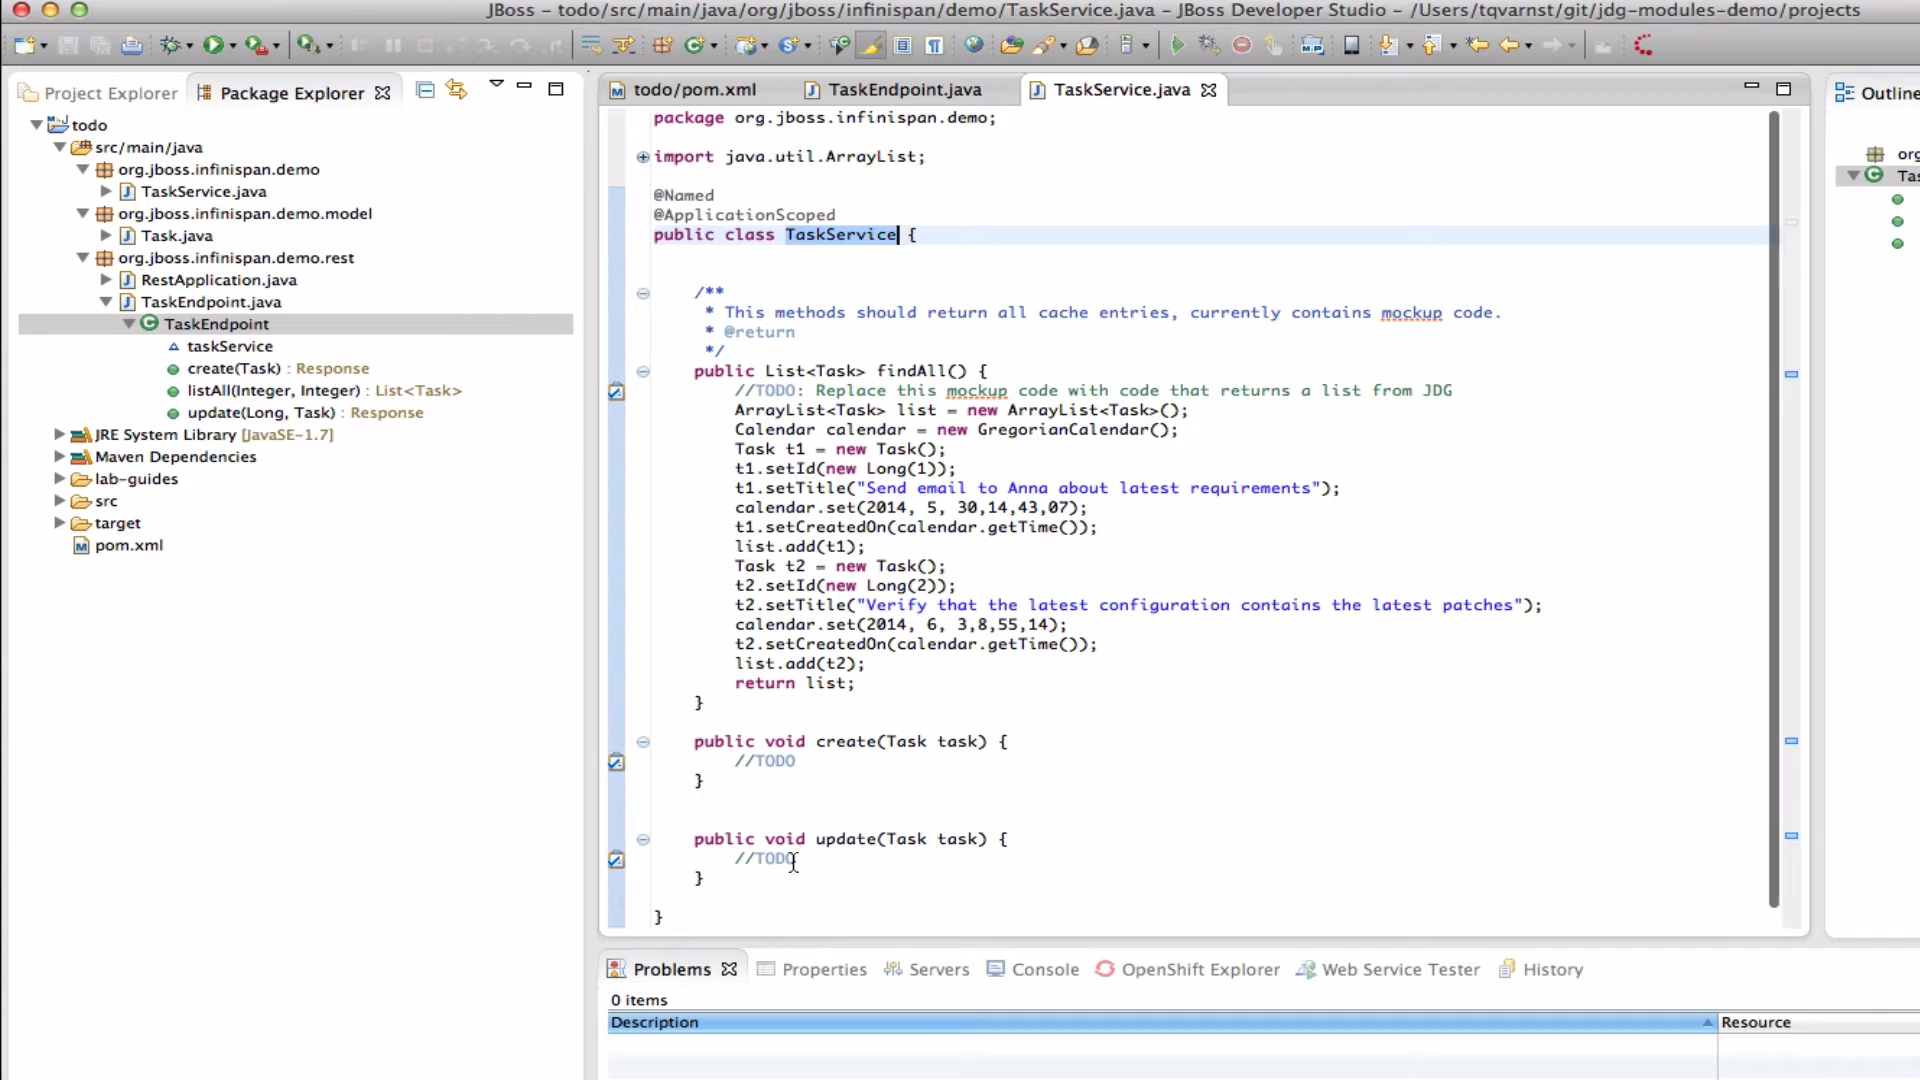 JBoss - todo/src/main/java/org/jboss/infinispan/demo/TaskService.java - JBoss Developer Studio - /Users/tqvarnst/git/jdg-modules-demo/projects
Project Explorer
Package Explorer
todo
src/main/java
org.jboss.infinispan.demo
TaskService.java
org.jboss.infinispan.demo.model
Task.java
org.jboss.infinispan.demo.rest
RestApplication.java
TaskEndpoint.java
TaskEndpoint
taskService
create(Task) : Response
listAll(Integer, Integer) : List<Task>
update(Long, Task) : Response
JRE System Library [JavaSE-1.7]
Maven Dependencies
lab-guides
src
target
pom.xml
todo/pom.xml
TaskEndpoint.java
TaskService.java
package org.jboss.infinispan.demo;
import java.util.ArrayList;
@Named
@ApplicationScoped
public class TaskService {
/**
* This methods should return all cache entries, currently contains mockup code.
* @return
*/
public List<Task> findAll() {
//TODO: Replace this mockup code with code that returns a list from JDG
ArrayList<Task> list = new ArrayList<Task>();
Calendar calendar = new GregorianCalendar();
Task t1 = new Task();
t1.setId(new Long(1));
t1.setTitle("Send email to Anna about latest requirements");
calendar.set(2014, 5, 30,14,43,07);
t1.setCreatedOn(calendar.getTime());
list.add(t1);
Task t2 = new Task();
t2.setId(new Long(2));
t2.setTitle("Verify that the latest configuration contains the latest patches");
calendar.set(2014, 6, 3,8,55,14);
t2.setCreatedOn(calendar.getTime());
list.add(t2);
return list;
}
public void create(Task task) {
//TODO
}
public void update(Task task) {
//TODO
}
}
Outline
org
Tas
Problems
Properties
Servers
Console
OpenShift Explorer
Web Service Tester
History
0 items
Description
Resource